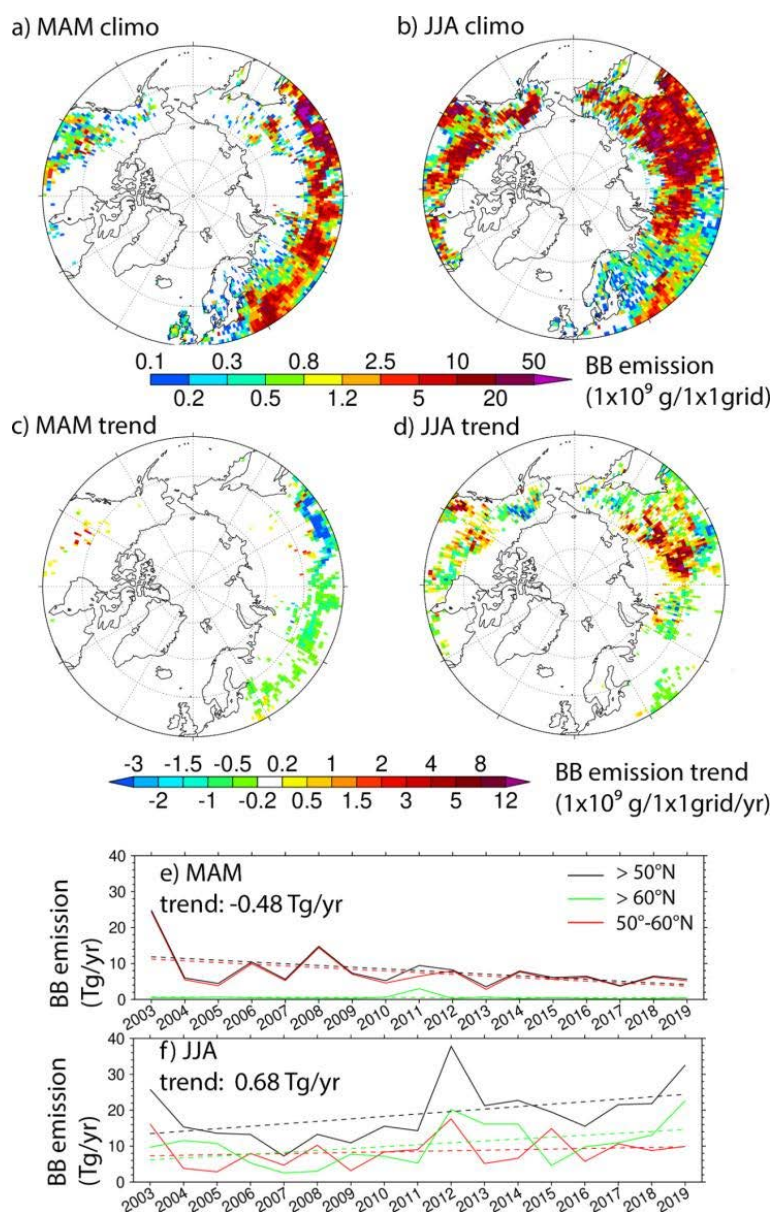 a) MAM climo
b) JJA climo
0.1 0.3 0.8 2.5 10 50
0.2 0.5 1.2 5 20
BB emission
(1x10⁹ g/1x1grid)
c) MAM trend
d) JJA trend
-3 -1.5 -0.5 0.2 1 2 4 8
-2 -1 -0.2 0.5 1.5 3 5 12
BB emission trend
(1x10⁹ g/1x1grid/yr)
e) MAM
trend: -0.48 Tg/yr
> 50°N
> 60°N
50°-60°N
BB emission
(Tg/yr)
40
30
20
10
0
2003 2004 2005 2006 2007 2008 2009 2010 2011 2012 2013 2014 2015 2016 2017 2018 2019
f) JJA
trend: 0.68 Tg/yr
BB emission
(Tg/yr)
40
30
20
10
0
2003 2004 2005 2006 2007 2008 2009 2010 2011 2012 2013 2014 2015 2016 2017 2018 2019